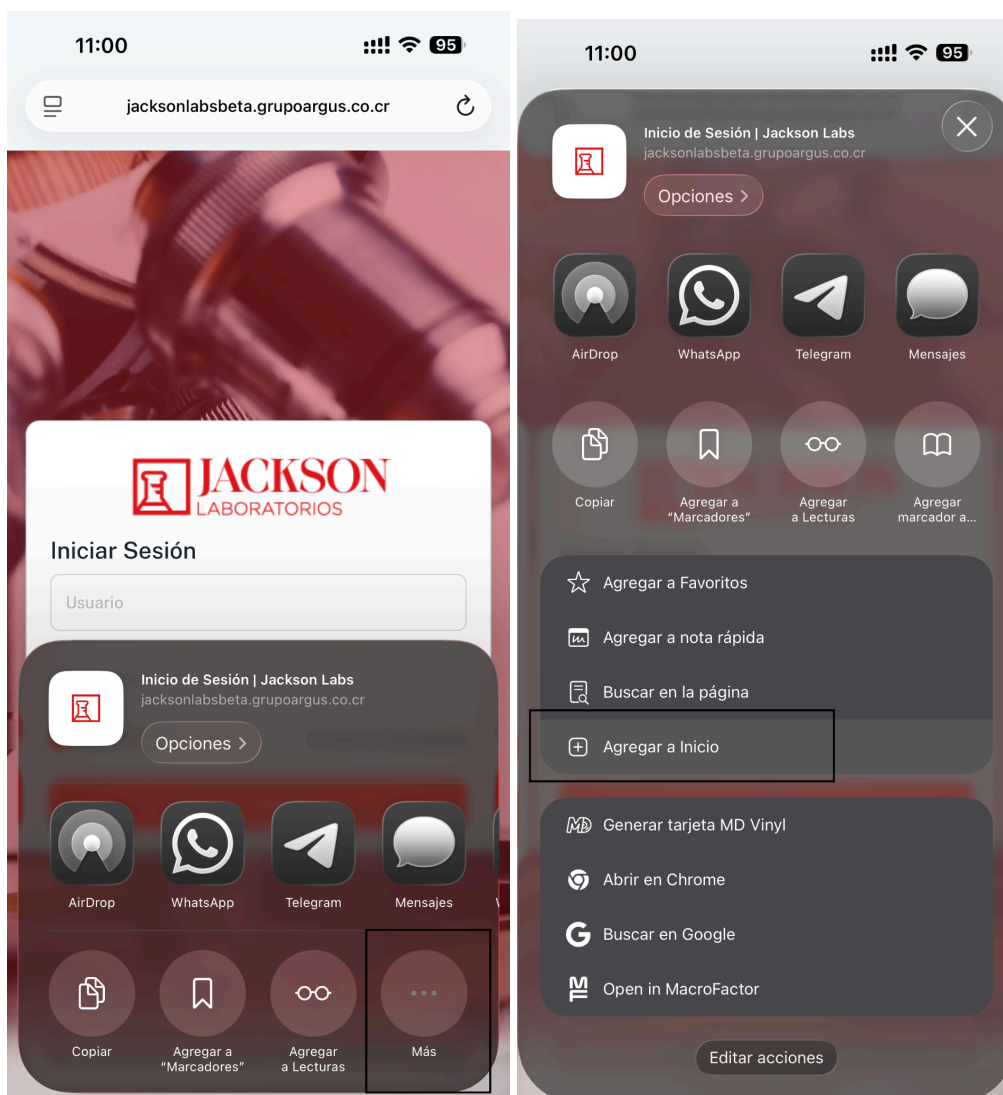 11:00
95
jacksonlabsbeta.grupoargus.co.cr
JACKSON
LABORATORIOS
Iniciar Sesión
Usuario
Inicio de Sesión | Jackson Labs
jacksonlabsbeta.grupoargus.co.cr
Opciones >
AirDrop
WhatsApp
Telegram
Mensajes
Copiar
Agregar a
“Marcadores”
Agregar
a Lecturas
Más
11:00
95
Inicio de Sesión | Jackson Labs
jacksonlabsbeta.grupoargus.co.cr
Opciones >
AirDrop
WhatsApp
Telegram
Mensajes
Copiar
Agregar a
“Marcadores”
Agregar
a Lecturas
Agregar
marcador a...
Agregar a Favoritos
Agregar a nota rápida
Buscar en la página
Agregar a Inicio
Generar tarjeta MD Vinyl
Abrir en Chrome
Buscar en Google
Open in MacroFactor
Editar acciones